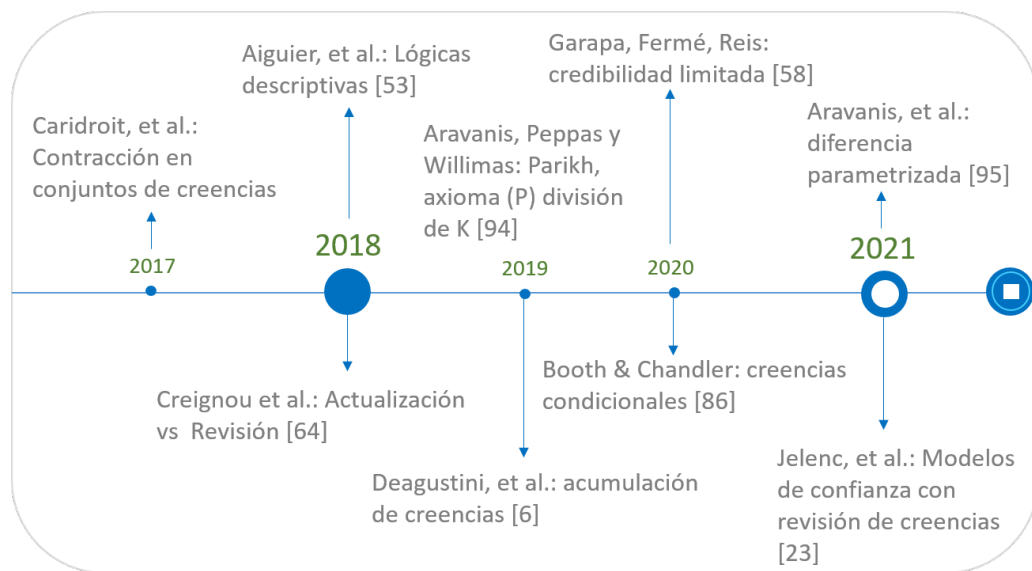 Caridroit, et al.:
Contracción en
conjuntos de creencias
2017
Aiguier, et al.: Lógicas
descriptivas [53]
2018
Creignou et al.: Actualización
vs  Revisión [64]
Aravanis, Peppas y
Willimas: Parikh,
axioma (P) división
de K [94]
2019
Deagustini, et al.: acumulación
de creencias [6]
Garapa, Fermé, Reis:
credibilidad limitada [58]
2020
Booth & Chandler: creencias
condicionales [86]
Aravanis, et al.:
diferencia
parametrizada [95]
2021
Jelenc, et al.: Modelos
de confianza con
revisión de creencias
[23]